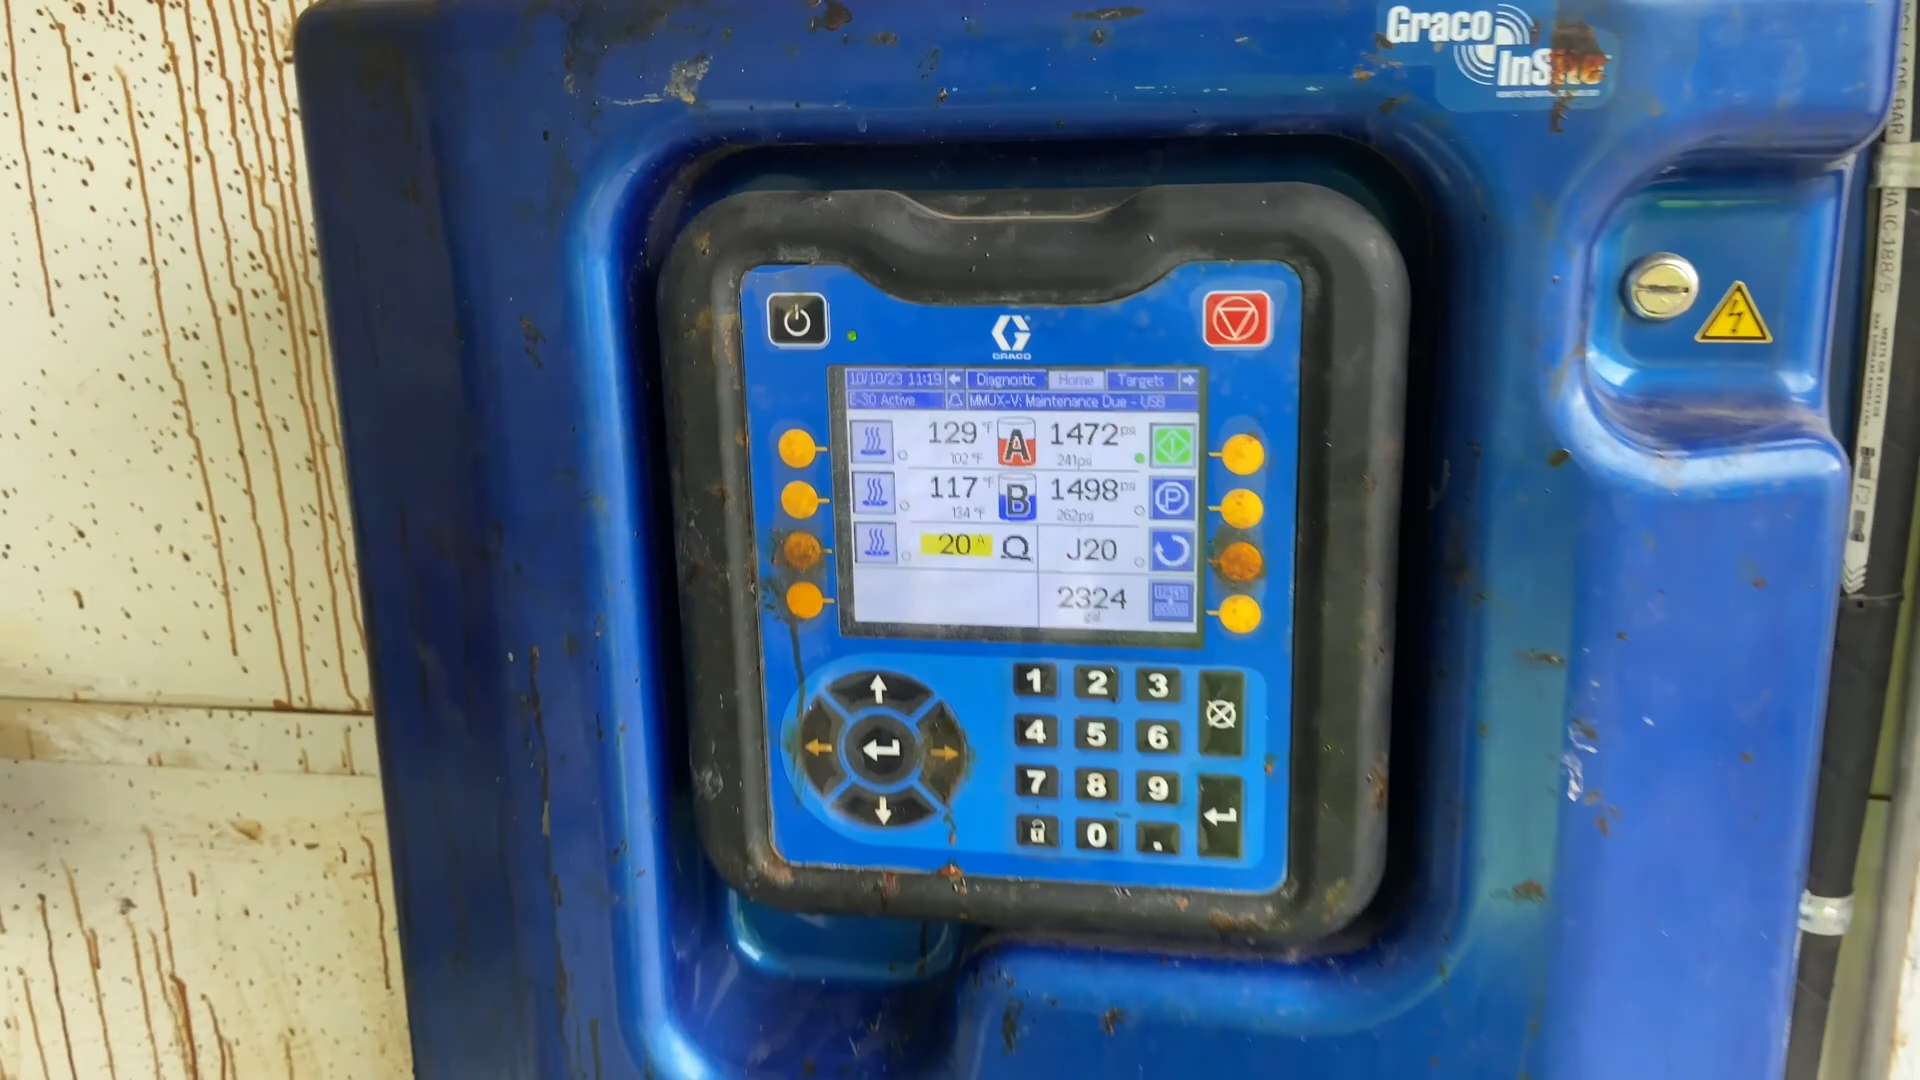 Graco
InSite
GRACO
10/10/23 11:19 Diagnostic Home Targets
E-30 Active MMUX-V: Maintenance Due - USB
129 °F A 1472 psi
102 °F 241psi
117 °F B 1498 psi
134 °F 262psi
20 A J20
2324
gal
1 2 3
4 5 6
7 8 9
0 .